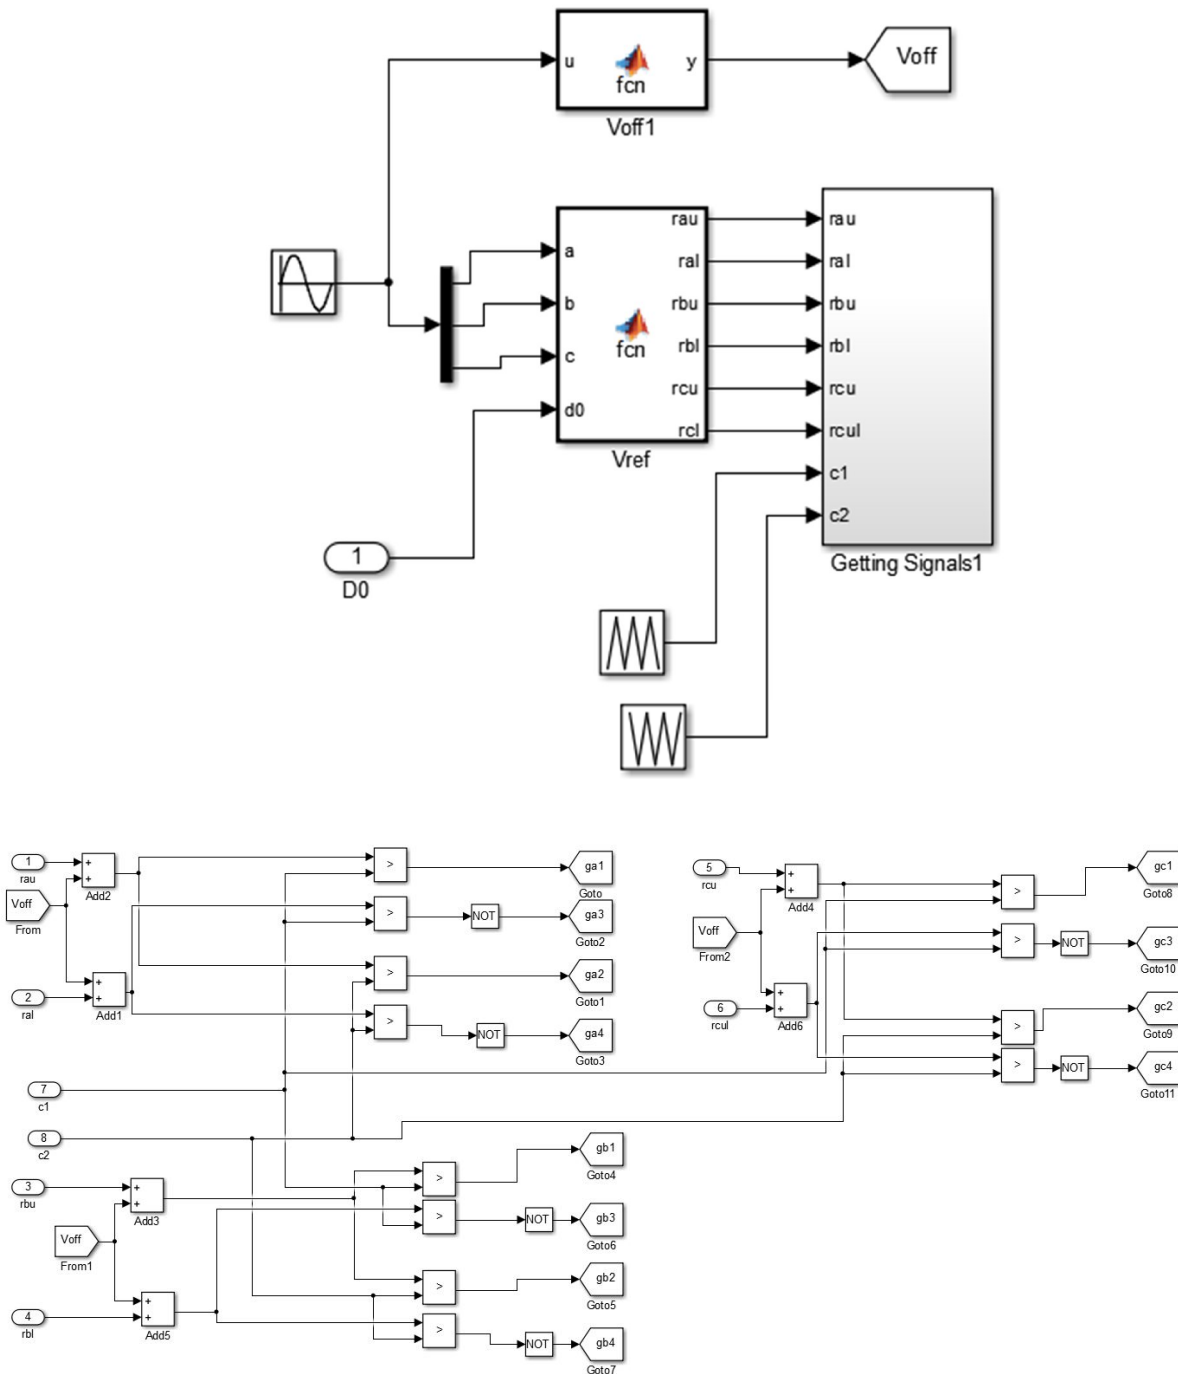 u
fcn
y
Voff1
Voff
a
b
c
d0
fcn
rau
ral
rbu
rbl
rcu
rcl
Vref
rau
ral
rbu
rbl
rcu
rcul
c1
c2
Getting Signals1
1
D0
1
rau
Voff
From
+
+
Add2
2
ral
+
+
Add1
>
ga1
Goto
>
NOT
ga3
Goto2
>
ga2
Goto1
>
NOT
ga4
Goto3
7
c1
8
c2
3
rbu
+
+
Add3
Voff
From1
4
rbl
+
+
Add5
>
gb1
Goto4
>
NOT
gb3
Goto6
>
gb2
Goto5
>
NOT
gb4
Goto7
5
rcu
+
+
Add4
Voff
From2
6
rcul
+
+
Add6
>
gc1
Goto8
>
NOT
gc3
Goto10
>
gc2
Goto9
>
NOT
gc4
Goto11